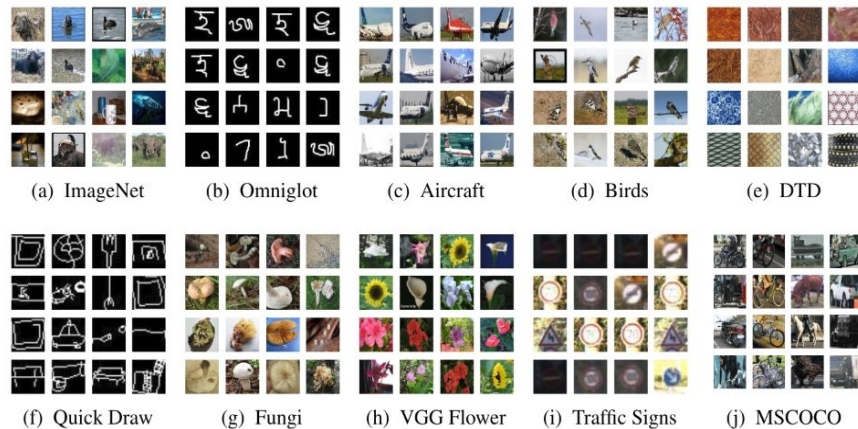 (a) ImageNet
(b) Omniglot
(c) Aircraft
(d) Birds
(e) DTD
(f) Quick Draw
(g) Fungi
(h) VGG Flower
(i) Traffic Signs
(j) MSCOCO